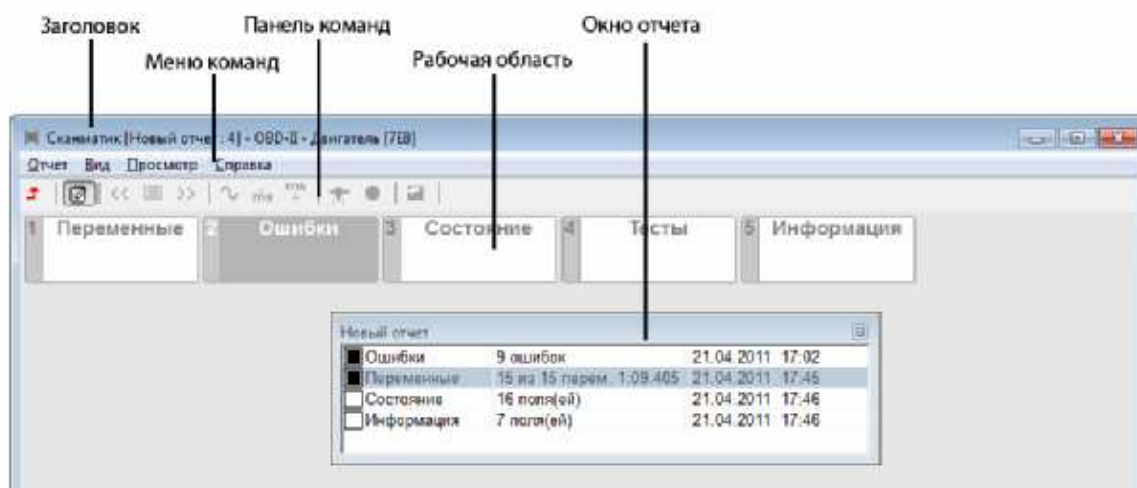 Заголовок Панель команд Окно отчета
Меню команд Рабочая область
Сканматик [Новый отчет : 4] - OBD-II - Двигатель [7E8]
Отчет Вид Просмотр Справка
1 Переменные 2 Ошибки 3 Состояние 4 Тесты 5 Информация
Новый отчет
Ошибки 9 ошибок 21.04.2011 17:02
Переменные 15 из 15 перем. 1:09.465 21.04.2011 17:45
Состояние 16 поля(ей) 21.04.2011 17:46
Информация 7 поля(ей) 21.04.2011 17:46